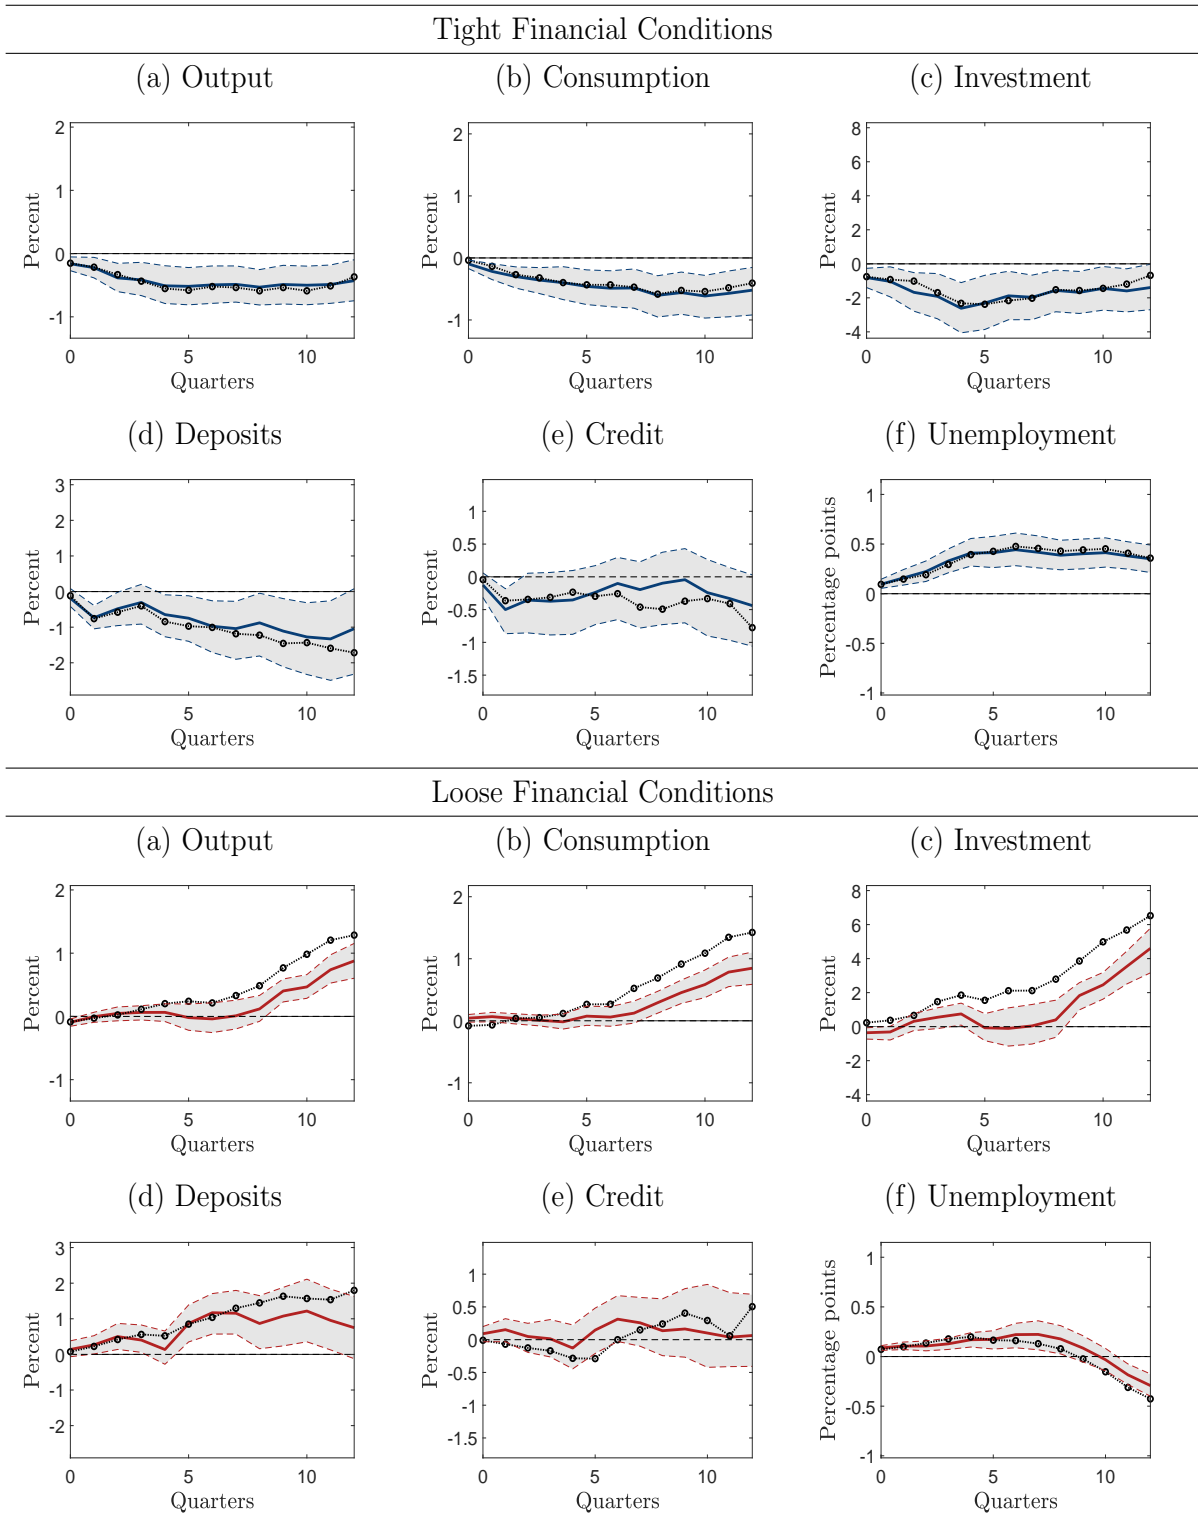 Tight Financial Conditions
(a) Output
(b) Consumption
(c) Investment
2
1
0
-1
Percent
0
5
10
Quarters
2
1
0
-1
Percent
0
5
10
Quarters
8
6
4
2
0
-2
-4
Percent
0
5
10
Quarters
(d) Deposits
(e) Credit
(f) Unemployment
3
2
1
0
-1
-2
Percent
0
5
10
Quarters
1
0.5
0
-0.5
-1
-1.5
Percent
0
5
10
Quarters
1
0.5
0
-0.5
-1
Percentage points
0
5
10
Quarters
Loose Financial Conditions
(a) Output
(b) Consumption
(c) Investment
2
1
0
-1
Percent
0
5
10
Quarters
2
1
0
-1
Percent
0
5
10
Quarters
8
6
4
2
0
-2
-4
Percent
0
5
10
Quarters
(d) Deposits
(e) Credit
(f) Unemployment
3
2
1
0
-1
-2
Percent
0
5
10
Quarters
1
0.5
0
-0.5
-1
-1.5
Percent
0
5
10
Quarters
1
0.5
0
-0.5
-1
Percentage points
0
5
10
Quarters